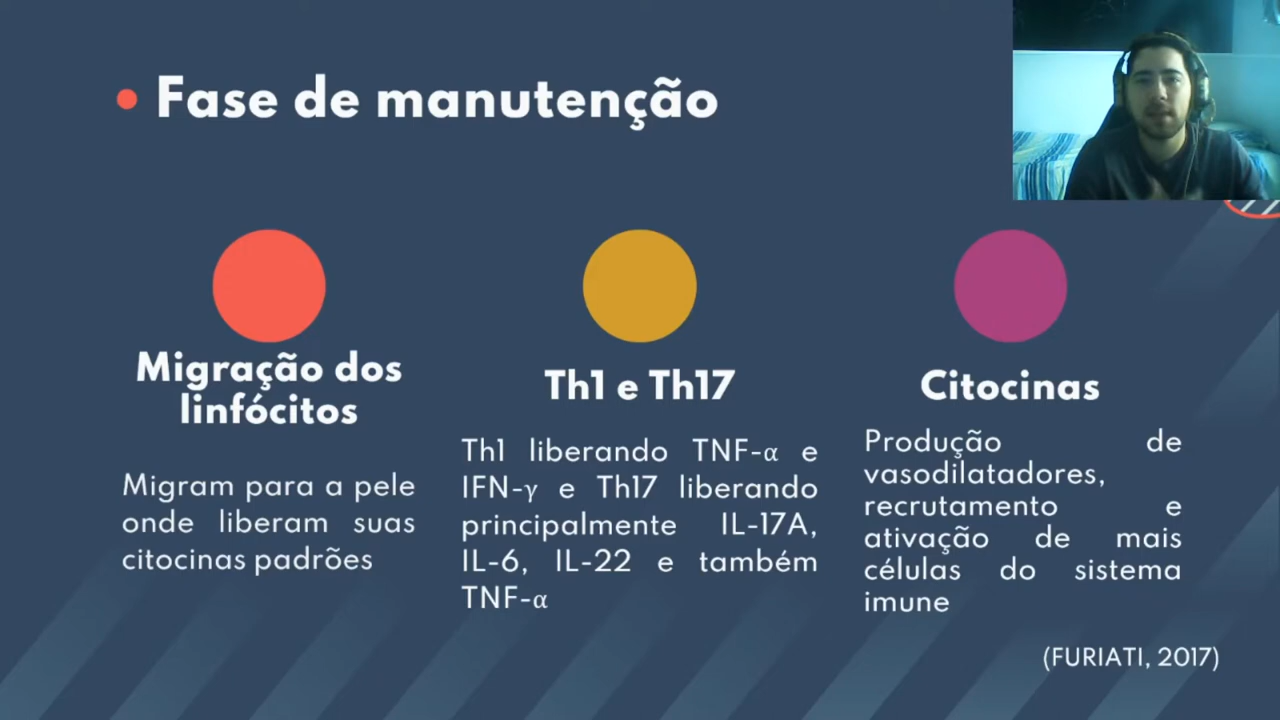 Fase de manutenção
Migração dos
linfócitos
Migram para a pele
onde liberam suas
citocinas padrões
Th1 e Th17
Th1 liberando TNF-α e
IFN-γ e Th17 liberando
principalmente IL-17A,
IL-6, IL-22 e também
TNF-α
Citocinas
Produção de
vasodilatadores,
recrutamento e
ativação de mais
células do sistema
imune
(FURIATI, 2017)